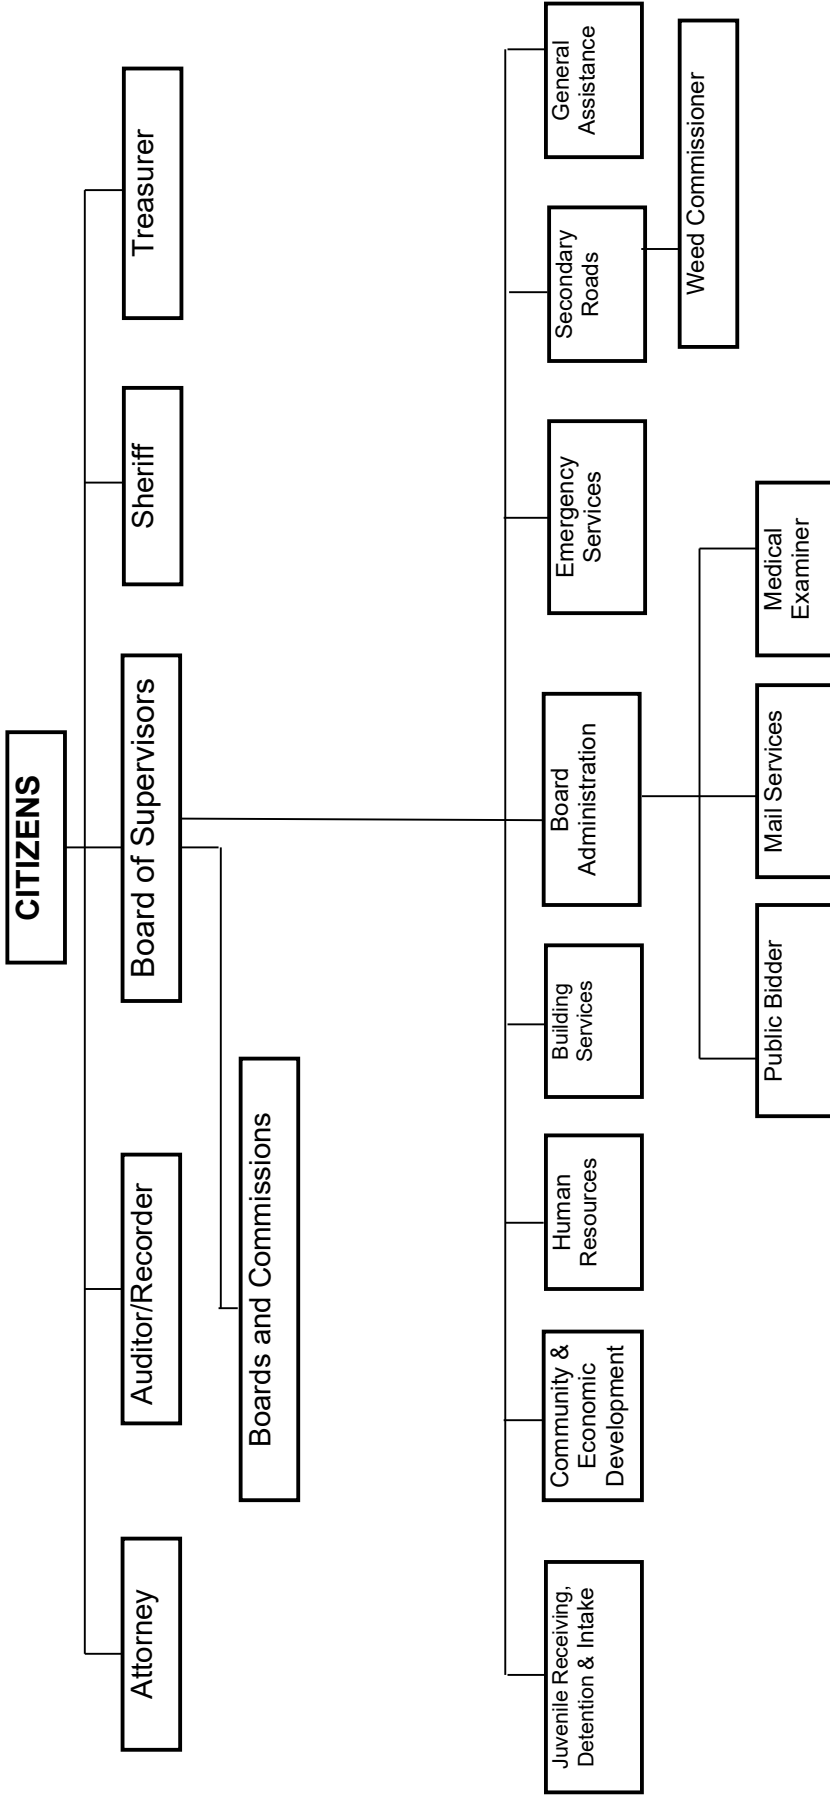 CITIZENS
Attorney
Auditor/Recorder
Board of Supervisors
Sheriff
Treasurer
Boards and Commissions
Juvenile Receiving,
Detention & Intake
Community &
Economic
Development
Human
Resources
Building
Services
Board
Administration
Emergency
Services
Secondary
Roads
General
Assistance
Weed Commissioner
Public Bidder
Mail Services
Medical
Examiner